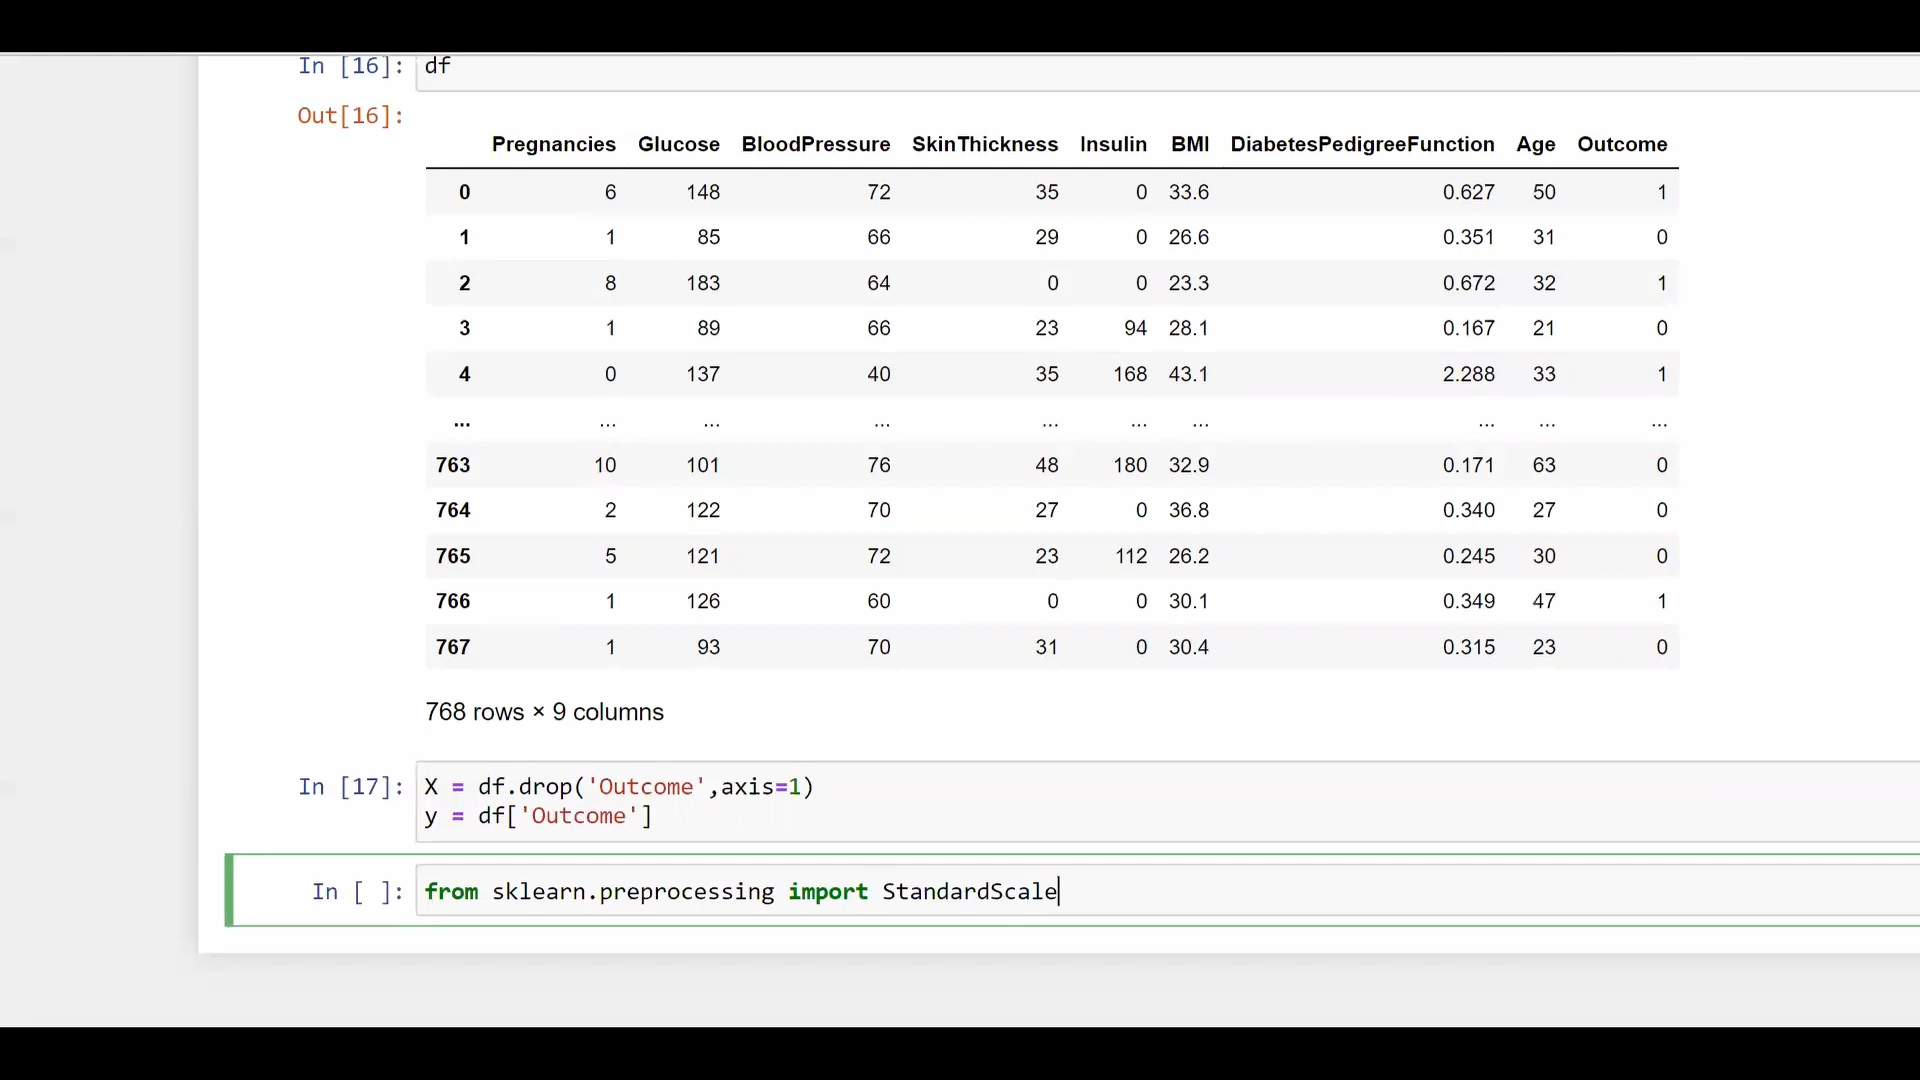 In [16]: df
Out[16]:
Pregnancies Glucose BloodPressure SkinThickness Insulin BMI DiabetesPedigreeFunction Age Outcome
0 6 148 72 35 0 33.6 0.627 50 1
1 1 85 66 29 0 26.6 0.351 31 0
2 8 183 64 0 0 23.3 0.672 32 1
3 1 89 66 23 94 28.1 0.167 21 0
4 0 137 40 35 168 43.1 2.288 33 1
... ... ... ... ... ... ... ... ... ...
763 10 101 76 48 180 32.9 0.171 63 0
764 2 122 70 27 0 36.8 0.340 27 0
765 5 121 72 23 112 26.2 0.245 30 0
766 1 126 60 0 0 30.1 0.349 47 1
767 1 93 70 31 0 30.4 0.315 23 0
768 rows × 9 columns
In [17]: X = df.drop('Outcome',axis=1)
y = df['Outcome']
In [ ]: from sklearn.preprocessing import StandardScale